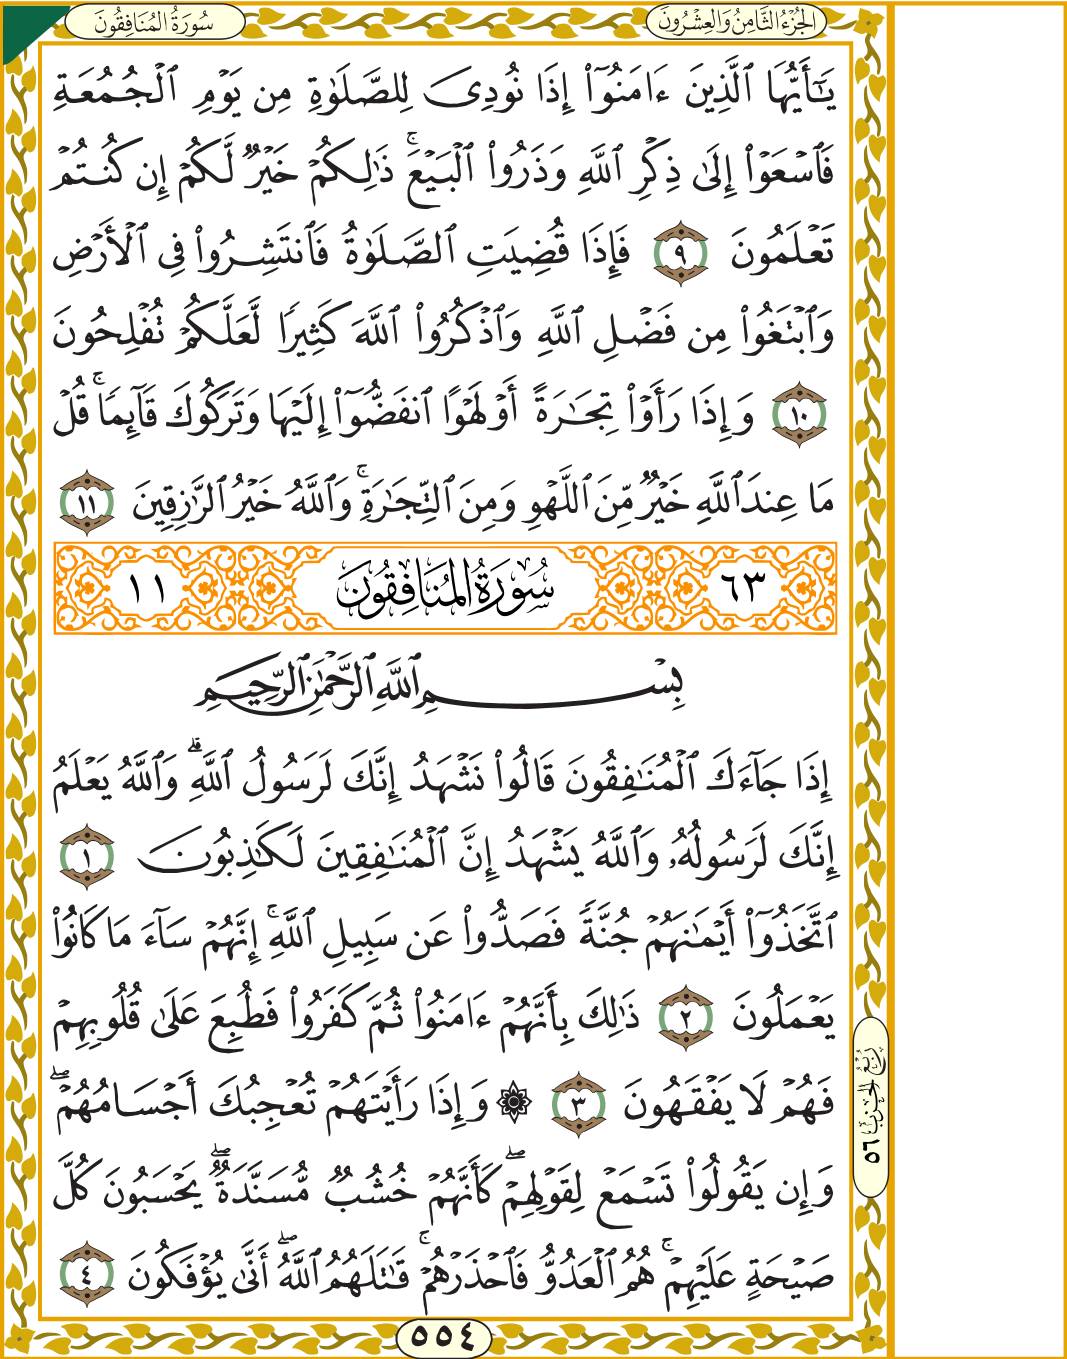 سُورَةُ المُنَافِقُونَ
الجُزْءُ الثَّامِنُ وَالعِشْرُونَ
يَٰٓأَيُّهَا ٱلَّذِينَ ءَامَنُوٓا۟ إِذَا نُودِىَ لِلصَّلَوٰةِ مِن يَوْمِ ٱلْجُمُعَةِ
فَٱسْعَوْا۟ إِلَىٰ ذِكْرِ ٱللَّهِ وَذَرُوا۟ ٱلْبَيْعَ ۚ ذَٰلِكُمْ خَيْرٌ لَّكُمْ إِن كُنتُمْ
تَعْلَمُونَ ٩ فَإِذَا قُضِيَتِ ٱلصَّلَوٰةُ فَٱنتَشِرُوا۟ فِى ٱلْأَرْضِ
وَٱبْتَغُوا۟ مِن فَضْلِ ٱللَّهِ وَٱذْكُرُوا۟ ٱللَّهَ كَثِيرًا لَّعَلَّكُمْ تُفْلِحُونَ
١٠ وَإِذَا رَأَوْا۟ تِجَٰرَةً أَوْ لَهْوًا ٱنفَضُّوٓا۟ إِلَيْهَا وَتَرَكُوكَ قَآئِمًا ۚ قُلْ
مَا عِندَ ٱللَّهِ خَيْرٌ مِّنَ ٱللَّهْوِ وَمِنَ ٱلتِّجَٰرَةِ ۚ وَٱللَّهُ خَيْرُ ٱلرَّٰزِقِينَ ١١
٦٣ سُورَةُ المُنَافِقُونَ ١١
بِسْمِ ٱللَّهِ ٱلرَّحْمَٰنِ ٱلرَّحِيمِ
إِذَا جَآءَكَ ٱلْمُنَٰفِقُونَ قَالُوا۟ نَشْهَدُ إِنَّكَ لَرَسُولُ ٱللَّهِ ۗ وَٱللَّهُ يَعْلَمُ
إِنَّكَ لَرَسُولُهُۥ وَٱللَّهُ يَشْهَدُ إِنَّ ٱلْمُنَٰفِقِينَ لَكَٰذِبُونَ ١
ٱتَّخَذُوٓا۟ أَيْمَٰنَهُمْ جُنَّةً فَصَدُّوا۟ عَن سَبِيلِ ٱللَّهِ ۚ إِنَّهُمْ سَآءَ مَا كَانُوا۟
يَعْمَلُونَ ٢ ذَٰلِكَ بِأَنَّهُمْ ءَامَنُوا۟ ثُمَّ كَفَرُوا۟ فَطُبِعَ عَلَىٰ قُلُوبِهِمْ
فَهُمْ لَا يَفْقَهُونَ ٣ ۞ وَإِذَا رَأَيْتَهُمْ تُعْجِبُكَ أَجْسَامُهُمْ ۖ
وَإِن يَقُولُوا۟ تَسْمَعْ لِقَوْلِهِمْ ۖ كَأَنَّهُمْ خُشُبٌ مُّسَنَّدَةٌ ۖ يَحْسَبُونَ كُلَّ
صَيْحَةٍ عَلَيْهِمْ ۚ هُمُ ٱلْعَدُوُّ فَٱحْذَرْهُمْ ۚ قَٰتَلَهُمُ ٱللَّهُ ۖ أَنَّىٰ يُؤْفَكُونَ ٤
رُبْعُ الحِزْبِ ٥٦
٥٥٤